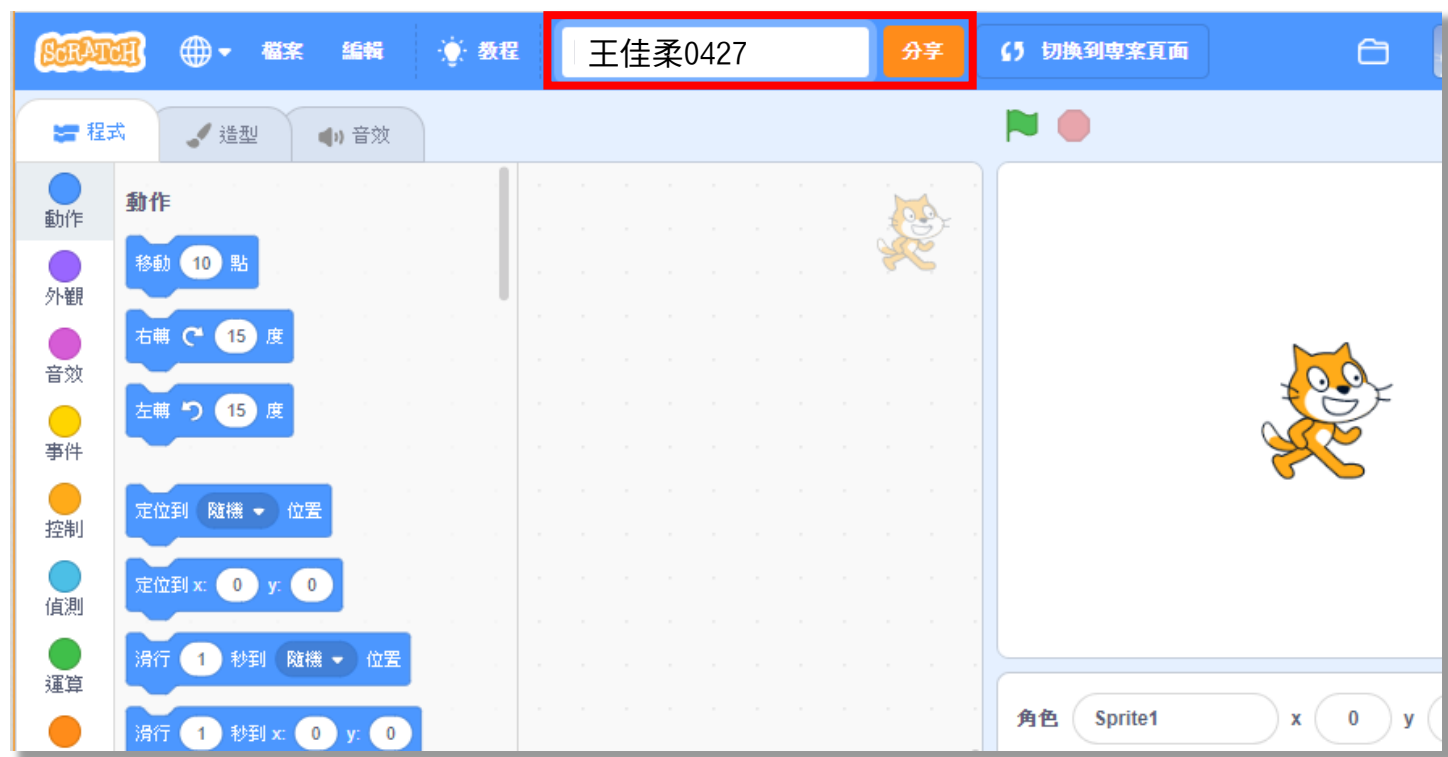 SCRATCH 檔案 編輯 教程 王佳柔0427 分享 切換到專案頁面
程式 造型 音效
動作
外觀
音效
事件
控制
偵測
運算
動作
移動 10 點
右轉 15 度
左轉 15 度
定位到 隨機 位置
定位到 x: 0 y: 0
滑行 1 秒到 隨機 位置
滑行 1 秒到 x: 0 y: 0
角色 Sprite1 x 0 y